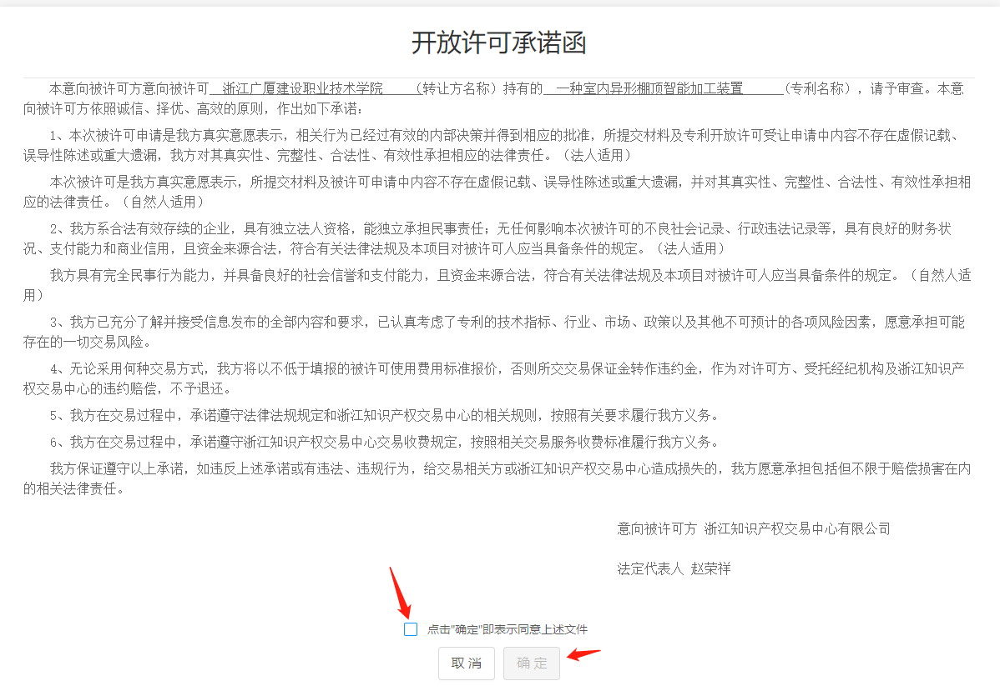 开放许可承诺函
本意向被许可方意向被许可 浙江广厦建设职业技术学院 （转让方名称）持有的 一种室内异形棚顶智能加工装置 (专利名称），请予审查。本意
向被许可方依照诚信、择优、高效的原则，作出如下承诺：
1、本次被许可申请是我方真实意愿表示，相关行为已经过有效的内部决策并得到相应的批准，所提交材料及专利开放许可受让申请中内容不存在虚假记载、
误导性陈述或重大遗漏，我方对其真实性、完整性、合法性、有效性承担相应的法律责任。（法人适用）
本次被许可是我方真实意愿表示，所提交材料及被许可申请中内容不存在虚假记载、误导性陈述或重大遗漏，并对其真实性、完整性、合法性、有效性承担相
应的法律责任。（自然人适用）
2、我方系合法有效存续的企业，具有独立法人资格，能独立承担民事责任；无任何影响本次被许可的不良社会记录、行政违法记录等，具有良好的财务状
况、支付能力和商业信用，且资金来源合法，符合有关法律法规及本项目对被许可人应当具备条件的规定。（法人适用）
我方具有完全民事行为能力，并具备良好的社会信誉和支付能力，且资金来源合法，符合有关法律法规及本项目对被许可人应当具备条件的规定。（自然人适
用）
3、我方已充分了解并接受信息发布的全部内容和要求，已认真考虑了专利的技术指标、行业、市场、政策以及其他不可预计的各项风险因素，愿意承担可能
存在的一切交易风险。
4、无论采用何种交易方式，我方将以不低于填报的被许可使用费用标准报价，否则所交交易保证金转作违约金，作为对许可方、受托经纪机构及浙江知识产
权交易中心的违约赔偿，不予退还。
5、我方在交易过程中，承诺遵守法律法规规定和浙江知识产权交易中心的相关规则，按照有关要求履行我方义务。
6、我方在交易过程中，承诺遵守浙江知识产权交易中心交易收费规定，按照相关交易服务收费标准履行我方义务。
我方保证遵守以上承诺，如违反上述承诺或有违法、违规行为，给交易相关方或浙江知识产权交易中心造成损失的，我方愿意承担包括但不限于赔偿损害在内
的相关法律责任。
意向被许可方 浙江知识产权交易中心有限公司
法定代表人 赵荣祥
点击"确定"即表示同意上述文件
取 消 确 定